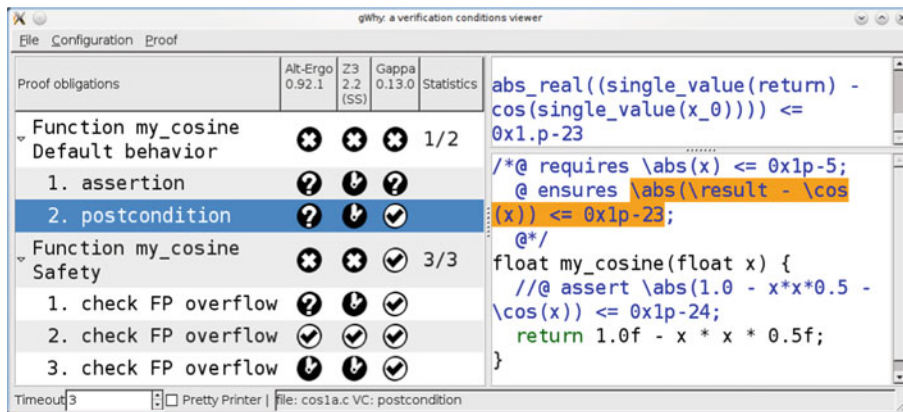 gWhy: a verification conditions viewer
File Configuration Proof
Proof obligations
Alt-Ergo
0.92.1
Z3
2.2
(SS)
Gappa
0.13.0
Statistics
Function my_cosine
Default behavior
1/2
1. assertion
2. postcondition
Function my_cosine
Safety
3/3
1. check FP overflow
2. check FP overflow
3. check FP overflow
abs_real((single_value(return) -
cos(single_value(x_0)))) <=
0x1.p-23
/*@ requires \abs(x) <= 0x1p-5;
@ ensures \abs(\result - \cos
(x)) <= 0x1p-23;
@*/
float my_cosine(float x) {
//@ assert \abs(1.0 - x*x*0.5 -
\cos(x)) <= 0x1p-24;
return 1.0f - x * x * 0.5f;
}
Timeout 3 Pretty Printer | file: cos1a.c VC: postcondition